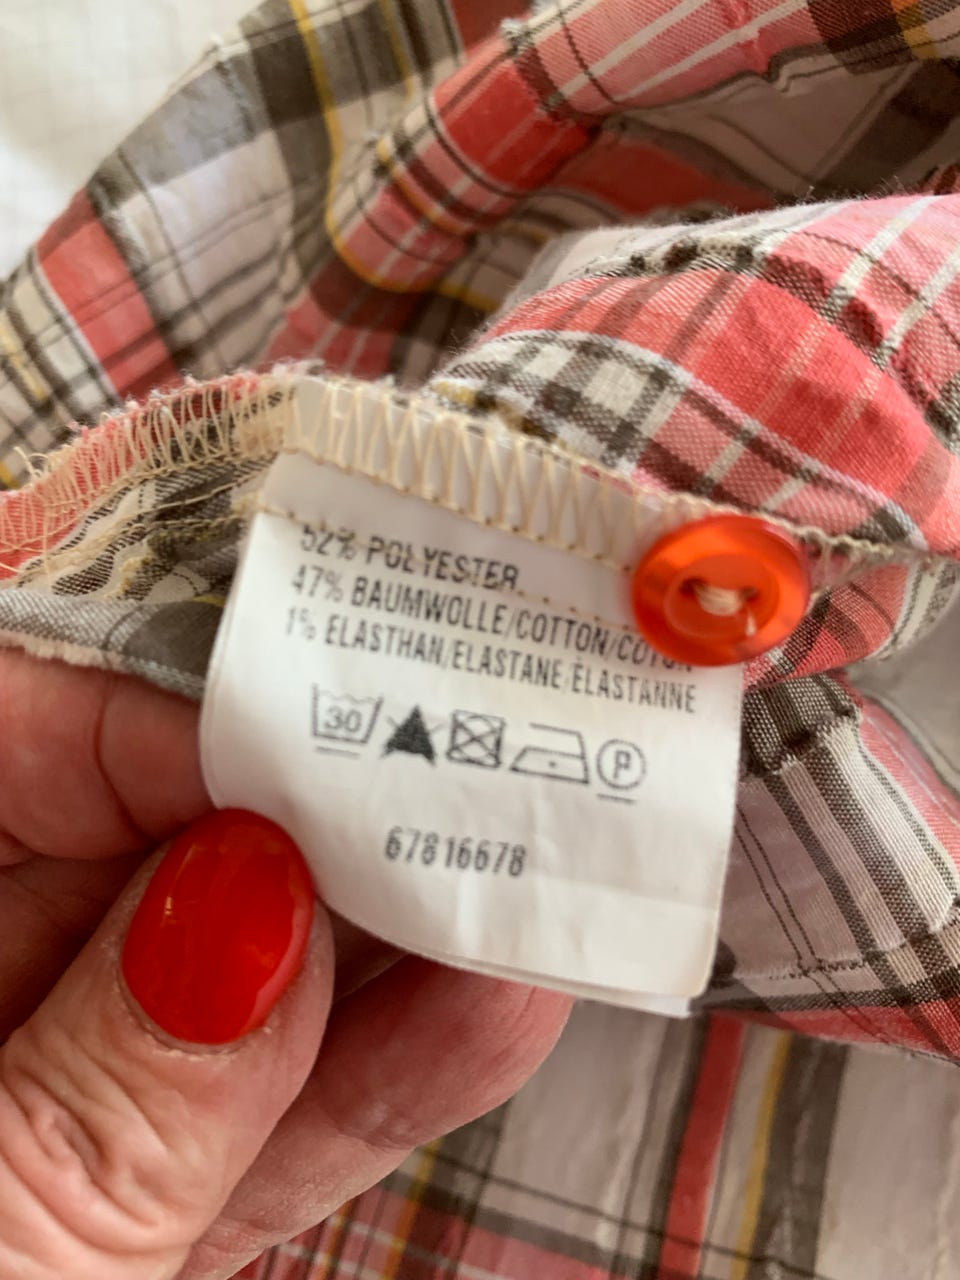 52% POLYESTER
47% BAUMWOLLE/COTTON/COTON
1% ELASTHAN/ELASTANE/ELASTANNE
30 P
67816678